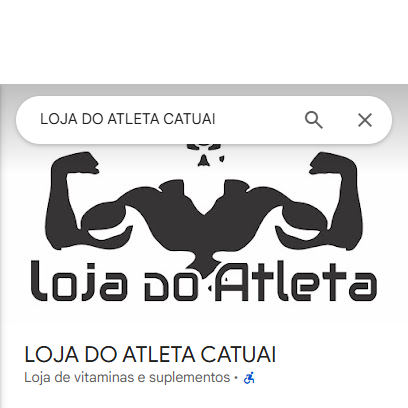 LOJA DO ATLETA CATUAI
Loja do Atleta
LOJA DO ATLETA CATUAI
Loja de vitaminas e suplementos ·